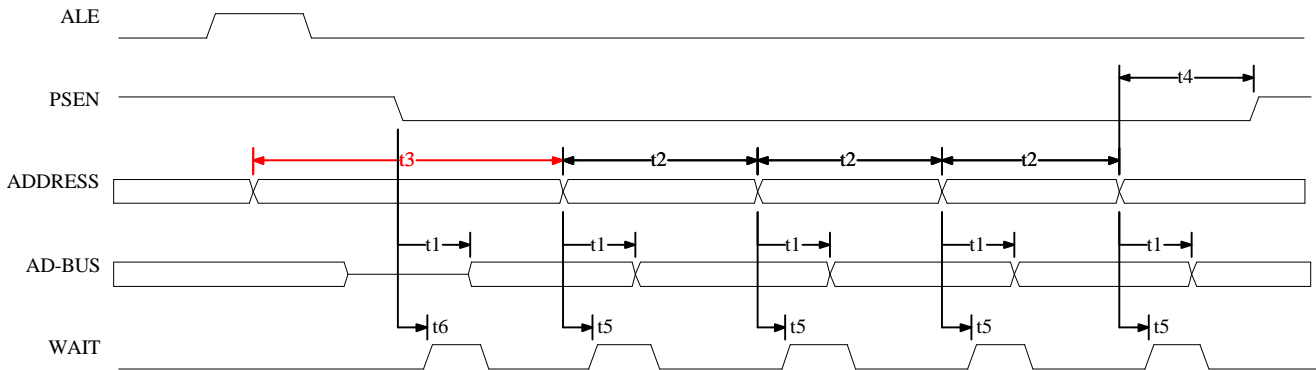 ALE
t4
PSEN
t3 t2 t2 t2
ADDRESS
t1 t1 t1 t1 t1
AD-BUS
t6 t5 t5 t5 t5
WAIT